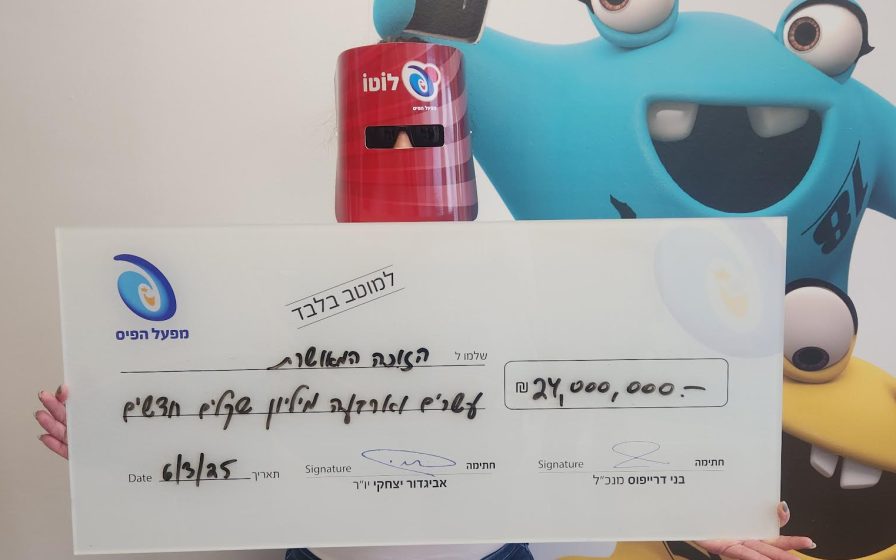 לוטו
מפעל הפיס
18
מפעל הפיס
למוטב בלבד
שלמו ל הזוכה המאושרת
עשרים וארבעה מיליון שקלים חדשים
₪ 24,000,000.-
Date 6/3/25 תאריך
Signature חתימה
אביגדור יצחקי יו״ר
Signature חתימה
בני דרייפוס מנכ״ל